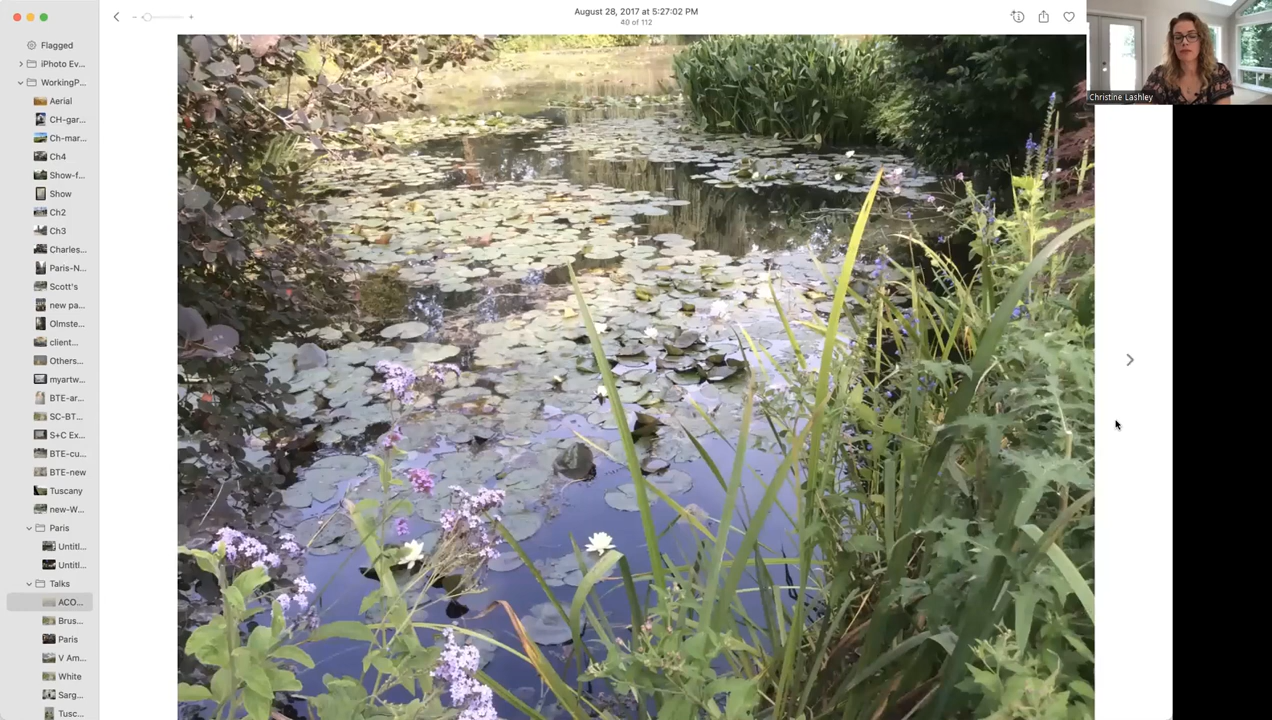 August 28, 2017 at 5:27:02 PM
40 of 112
Christine Lashley
Flagged
iPhoto Ev...
WorkingP...
Aerial
CH-gar...
Ch-mar...
Ch4
Show-f...
Show
Ch2
Ch3
Charles...
Paris-N...
Scott's
new pa...
Olmste...
client...
Others...
myartw...
BTE-ar...
SC-BT...
S+C Ex...
BTE-cu...
BTE-new
Tuscany
new-W...
Paris
Untitl...
Untitl...
Talks
ACO...
Brus...
Paris
V Am...
White
Sarg...
Tusc...